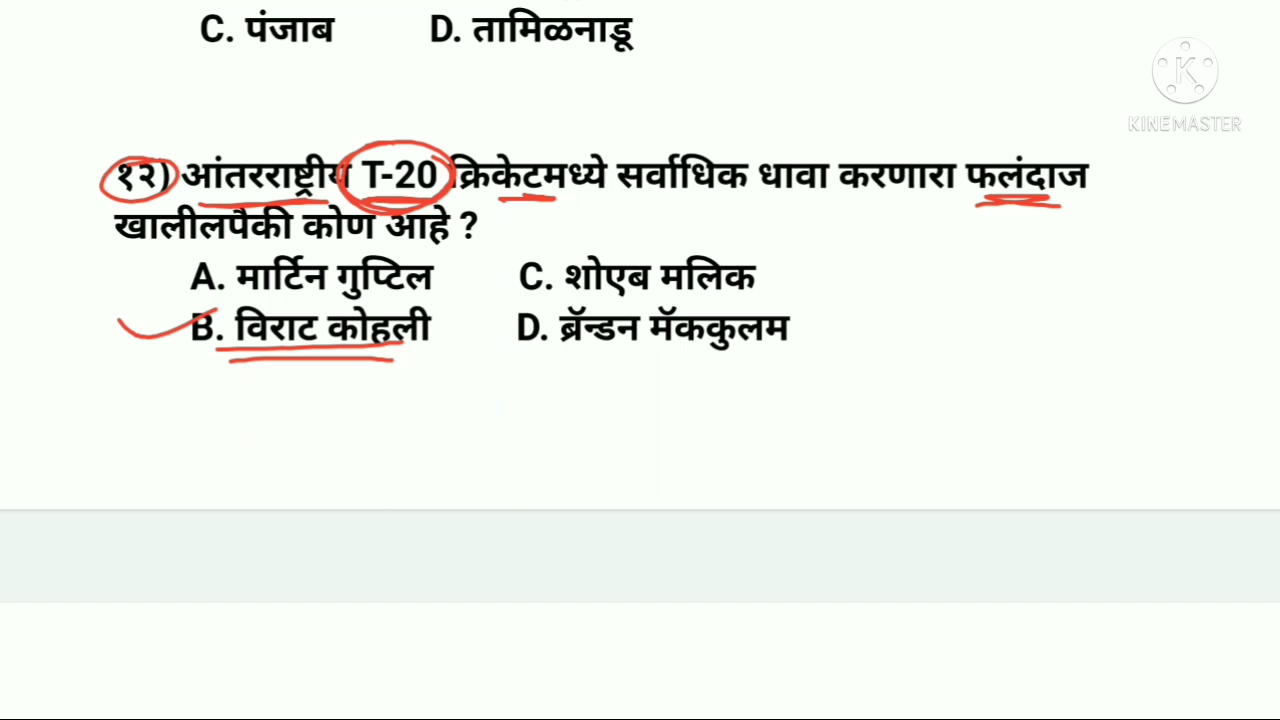 C. पंजाब D. तामिळनाडू
K
KINEMASTER
१२) आंतरराष्ट्रीय T-20 क्रिकेटमध्ये सर्वाधिक धावा करणारा फलंदाज
खालीलपैकी कोण आहे ?
A. मार्टिन गुप्टिल C. शोएब मलिक
B. विराट कोहली D. ब्रॅन्डन मॅककुलम